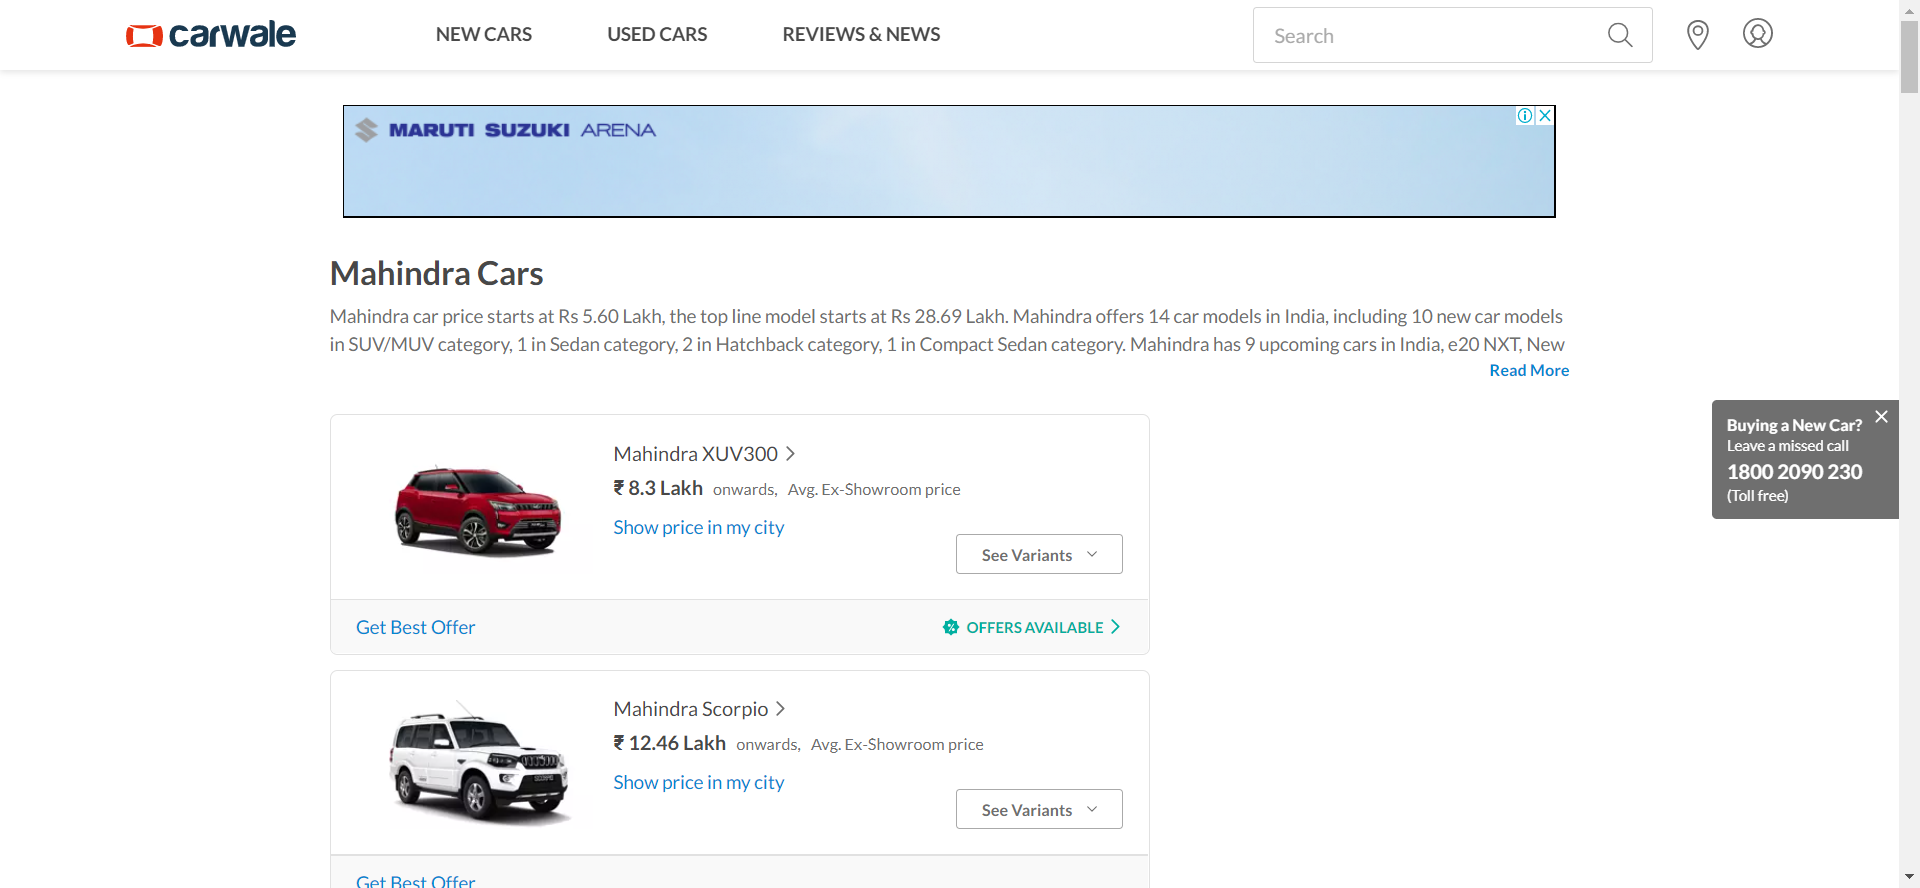 carwale
NEW CARS
USED CARS
REVIEWS & NEWS
Search
MARUTI SUZUKI ARENA
Mahindra Cars
Mahindra car price starts at Rs 5.60 Lakh, the top line model starts at Rs 28.69 Lakh. Mahindra offers 14 car models in India, including 10 new car models
in SUV/MUV category, 1 in Sedan category, 2 in Hatchback category, 1 in Compact Sedan category. Mahindra has 9 upcoming cars in India, e20 NXT, New
Read More
Mahindra XUV300
₹ 8.3 Lakh onwards, Avg. Ex-Showroom price
Show price in my city
See Variants
Get Best Offer
OFFERS AVAILABLE
Buying a New Car?
Leave a missed call
1800 2090 230
(Toll free)
Mahindra Scorpio
₹ 12.46 Lakh onwards, Avg. Ex-Showroom price
Show price in my city
See Variants
Get Best Offer